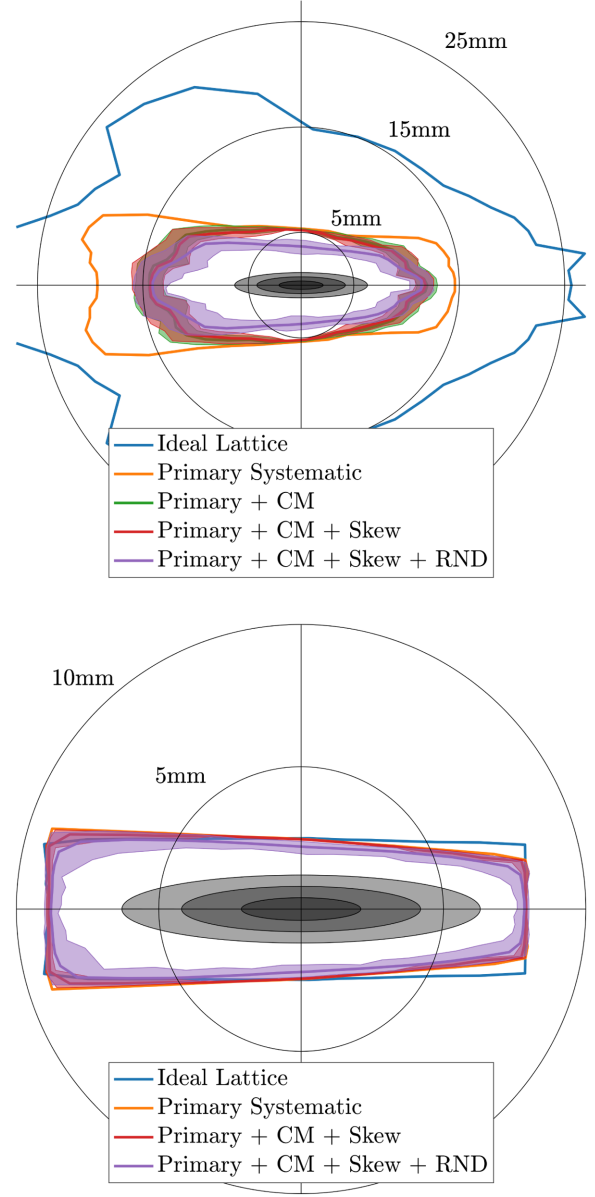 25mm
15mm
5mm
Ideal Lattice
Primary Systematic
Primary + CM
Primary + CM + Skew
Primary + CM + Skew + RND
10mm
5mm
Ideal Lattice
Primary Systematic
Primary + CM + Skew
Primary + CM + Skew + RND